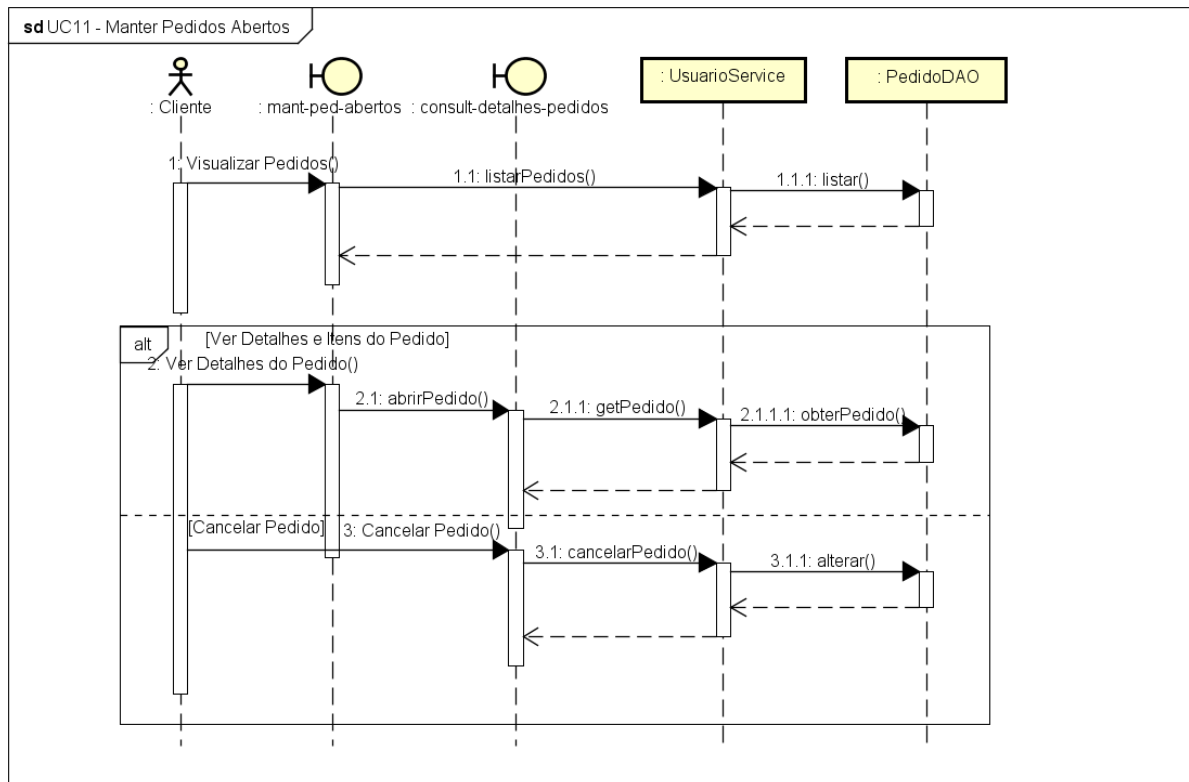 sd UC11 - Manter Pedidos Abertos
: Cliente
: mant-ped-abertos
: consult-detalhes-pedidos
: UsuarioService
: PedidoDAO
1: Visualizar Pedidos()
1.1: listarPedidos()
1.1.1: listar()
alt
[Ver Detalhes e Itens do Pedido]
2: Ver Detalhes do Pedido()
2.1: abrirPedido()
2.1.1: getPedido()
2.1.1.1: obterPedido()
[Cancelar Pedido]
3: Cancelar Pedido()
3.1: cancelarPedido()
3.1.1: alterar()